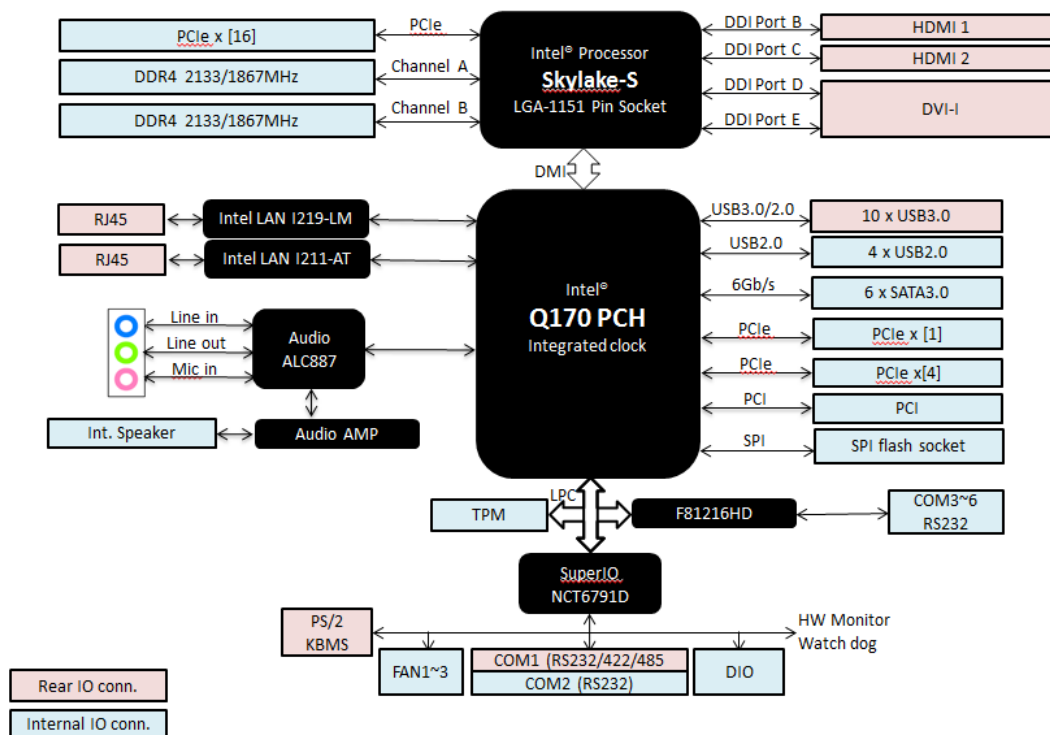 PCIe x [16]
PCIe
DDR4 2133/1867MHz
Channel A
DDR4 2133/1867MHz
Channel B
Intel® Processor
Skylake-S
LGA-1151 Pin Socket
DDI Port B
HDMI 1
DDI Port C
HDMI 2
DDI Port D
DDI Port E
DVI-I
DMI
RJ45
Intel LAN I219-LM
RJ45
Intel LAN I211-AT
Line in
Line out
Mic in
Audio
ALC887
Int. Speaker
Audio AMP
Intel®
Q170 PCH
Integrated clock
USB3.0/2.0
10 x USB3.0
USB2.0
4 x USB2.0
6Gb/s
6 x SATA3.0
PCIe
PCIe x [1]
PCIe
PCIe x[4]
PCI
PCI
SPI
SPI flash socket
LPC
TPM
F81216HD
COM3~6
RS232
SuperIO
NCT6791D
PS/2
KBMS
HW Monitor
Watch dog
FAN1~3
COM1 (RS232/422/485
COM2 (RS232)
DIO
Rear IO conn.
Internal IO conn.